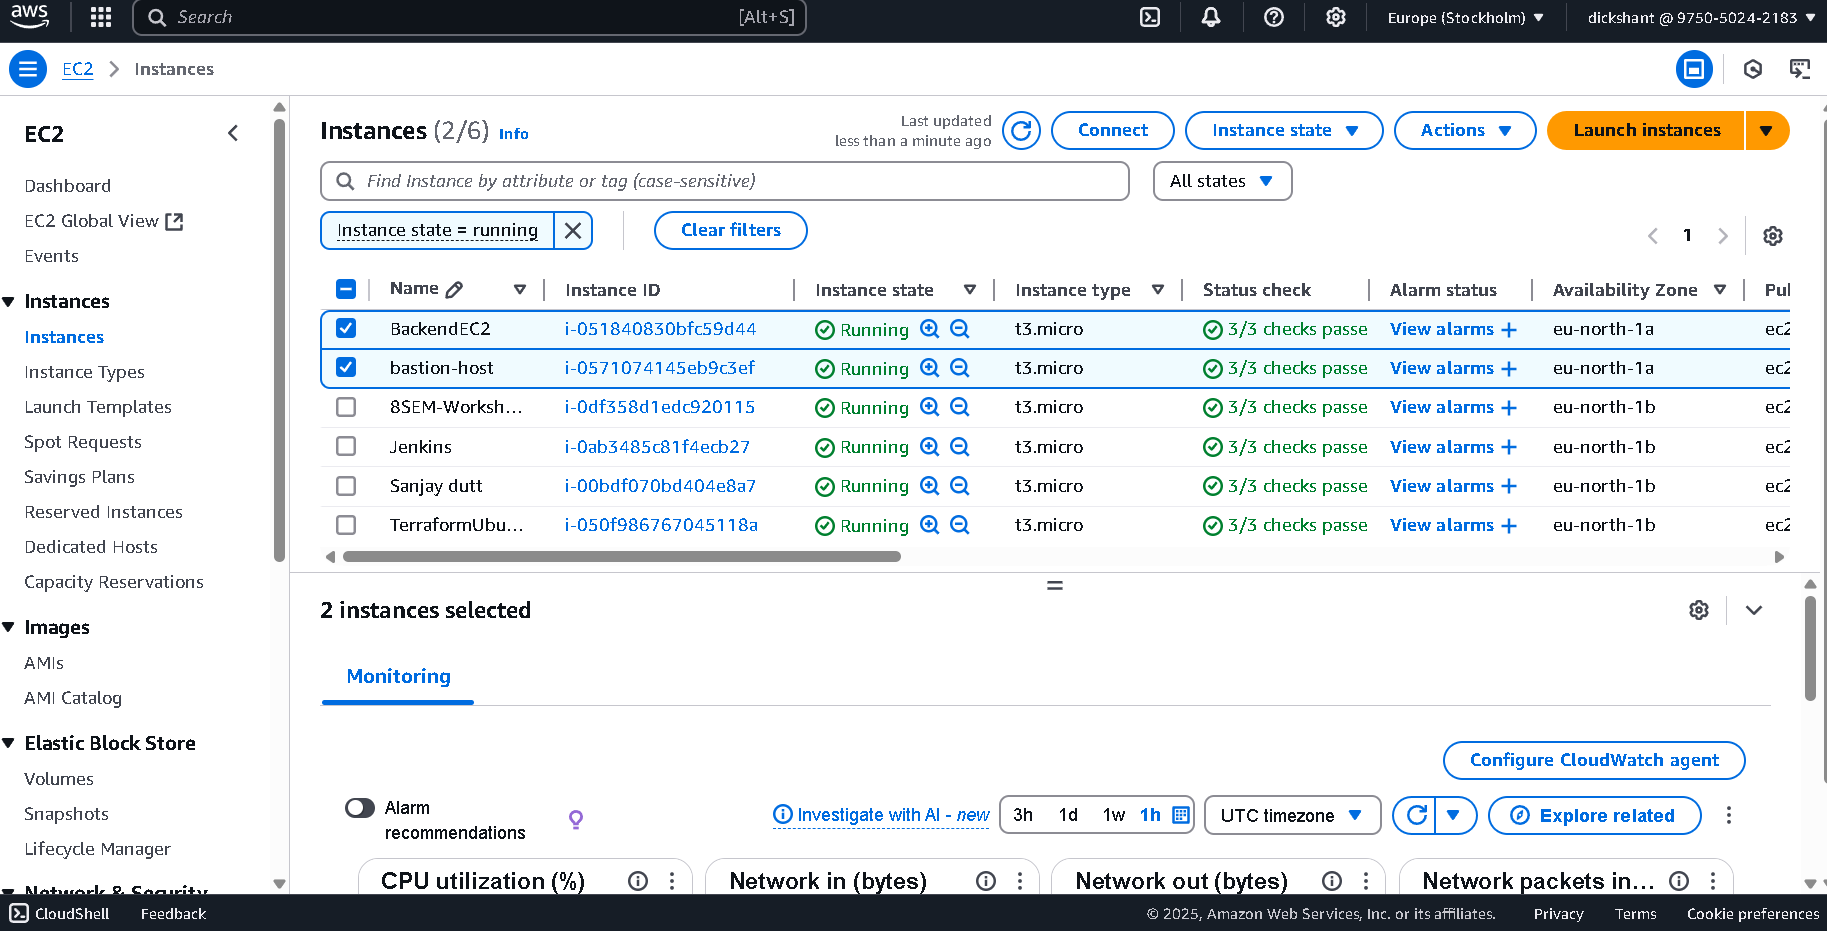 aws
Search [Alt+S]
Europe (Stockholm)
dickshant @ 9750-5024-2183
EC2 Instances
EC2
Dashboard
EC2 Global View
Events
Instances
Instances
Instance Types
Launch Templates
Spot Requests
Savings Plans
Reserved Instances
Dedicated Hosts
Capacity Reservations
Images
AMIs
AMI Catalog
Elastic Block Store
Volumes
Snapshots
Lifecycle Manager
Network & Security
Instances (2/6) Info
Last updated
less than a minute ago
Connect
Instance state
Actions
Launch instances
Find Instance by attribute or tag (case-sensitive)
All states
Instance state = running
Clear filters
1
Name Instance ID Instance state Instance type Status check Alarm status Availability Zone Pul
BackendEC2 i-051840830bfc59d44 Running t3.micro 3/3 checks passe View alarms + eu-north-1a ec2
bastion-host i-0571074145eb9c3ef Running t3.micro 3/3 checks passe View alarms + eu-north-1a ec2
8SEM-Worksh... i-0df358d1edc920115 Running t3.micro 3/3 checks passe View alarms + eu-north-1b ec2
Jenkins i-0ab3485c81f4ecb27 Running t3.micro 3/3 checks passe View alarms + eu-north-1b ec2
Sanjay dutt i-00bdf070bd404e8a7 Running t3.micro 3/3 checks passe View alarms + eu-north-1b ec2
TerraformUbu... i-050f986767045118a Running t3.micro 3/3 checks passe View alarms + eu-north-1b ec2
2 instances selected
Monitoring
Configure CloudWatch agent
Alarm
recommendations
Investigate with AI - new
3h 1d 1w 1h
UTC timezone
Explore related
CPU utilization (%)
Network in (bytes)
Network out (bytes)
Network packets in...
CloudShell Feedback
© 2025, Amazon Web Services, Inc. or its affiliates. Privacy Terms Cookie preferences